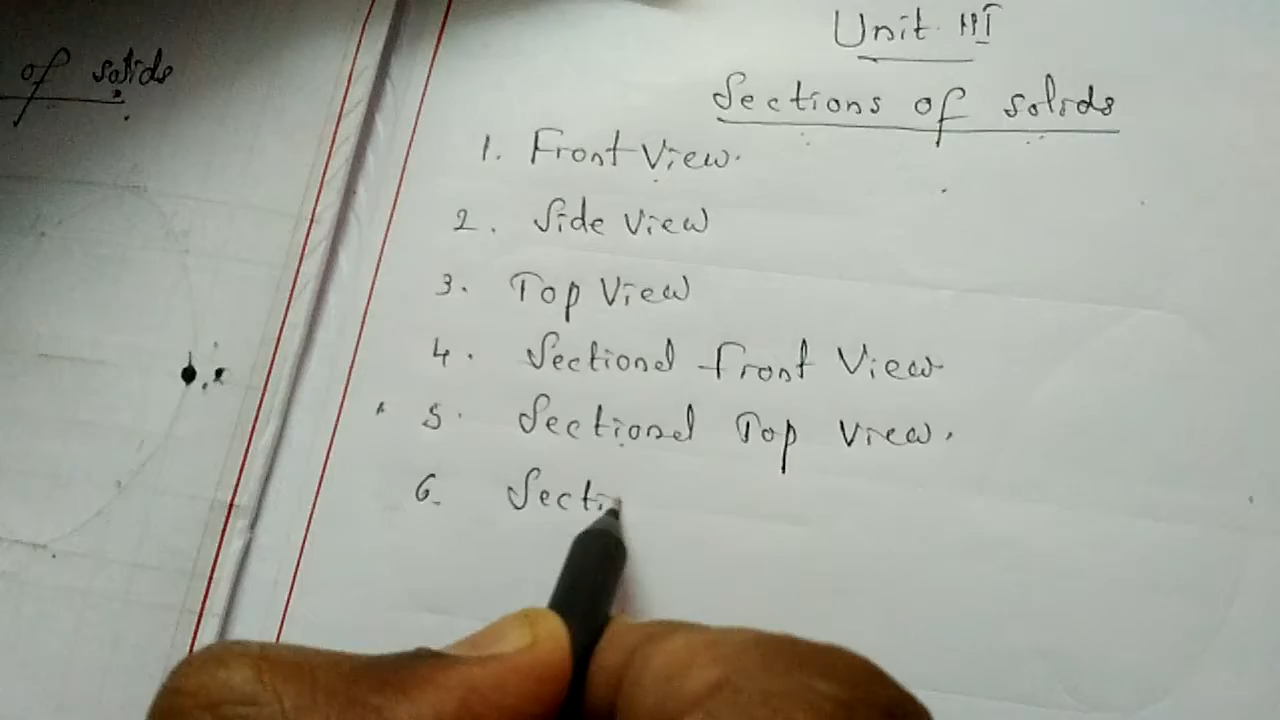 of solids
Unit III
Sections of solids
1. Front View.
2. Side View
3. Top View
4. Sectional front View
5. Sectional Top View.
6. Secti